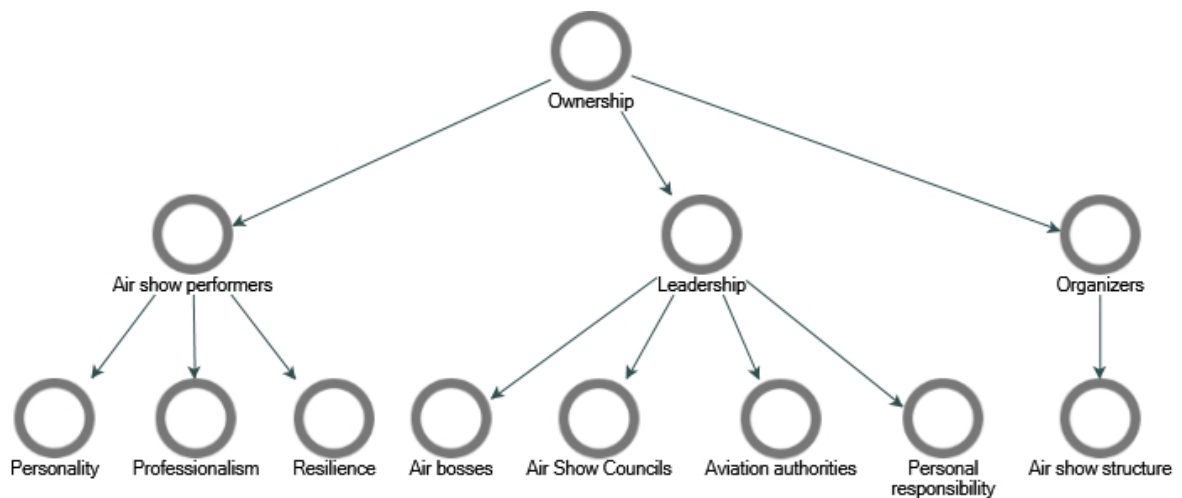 Ownership
Air show performers
Leadership
Organizers
Personality
Professionalism
Resilience
Air bosses
Air Show Councils
Aviation authorities
Personal
responsibility
Air show structure